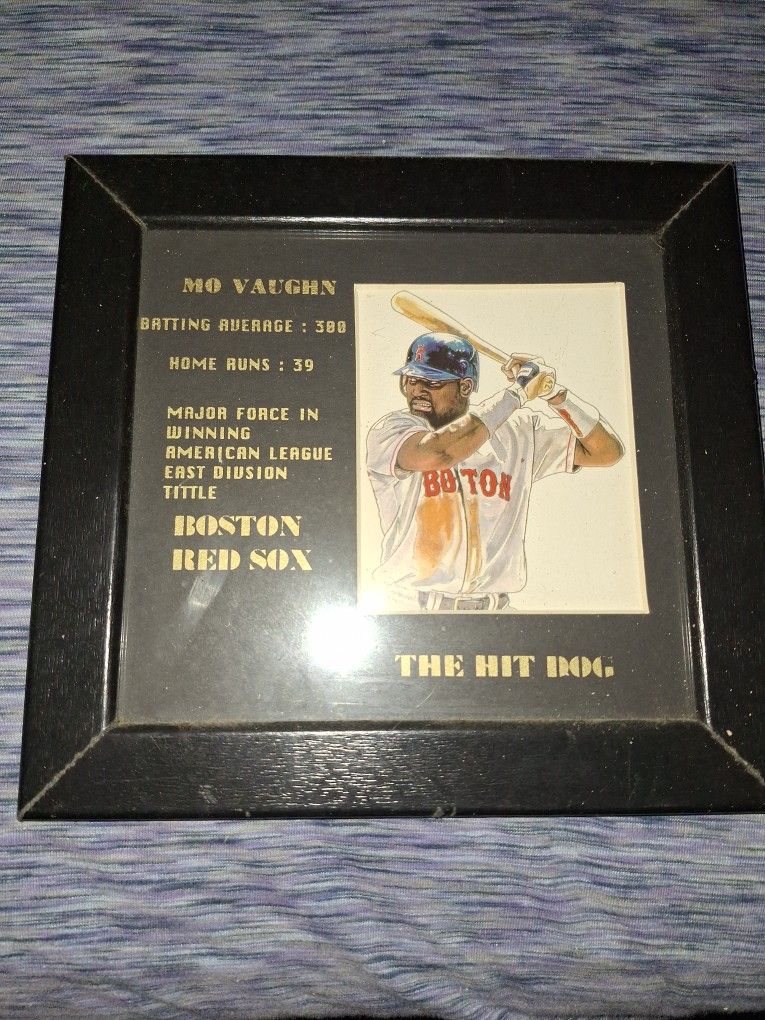 MO VAUGHN
BATTING AVERAGE : 300
HOME RUNS : 39
MAJOR FORCE IN
WINNING
AMERICAN LEAGUE
EAST DIVSION
TITTLE
BOSTON
RED SOX
BOSTON
THE HIT DOG